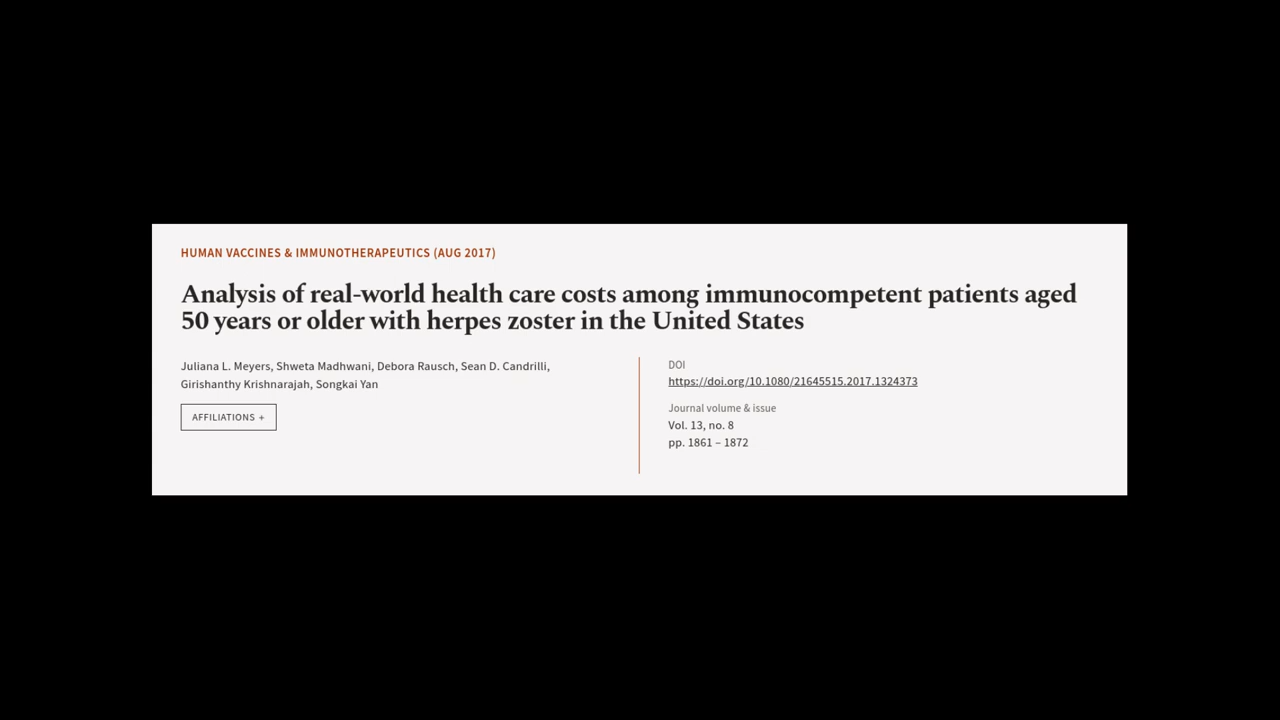 HUMAN VACCINES & IMMUNOTHERAPEUTICS (AUG 2017)
Analysis of real-world health care costs among immunocompetent patients aged
50 years or older with herpes zoster in the United States
Juliana L. Meyers, Shweta Madhwani, Debora Rausch, Sean D. Candrilli,
Girishanthy Krishnarajah, Songkai Yan
AFFILIATIONS +
DOI
https://doi.org/10.1080/21645515.2017.1324373
Journal volume & issue
Vol. 13, no. 8
pp. 1861 – 1872